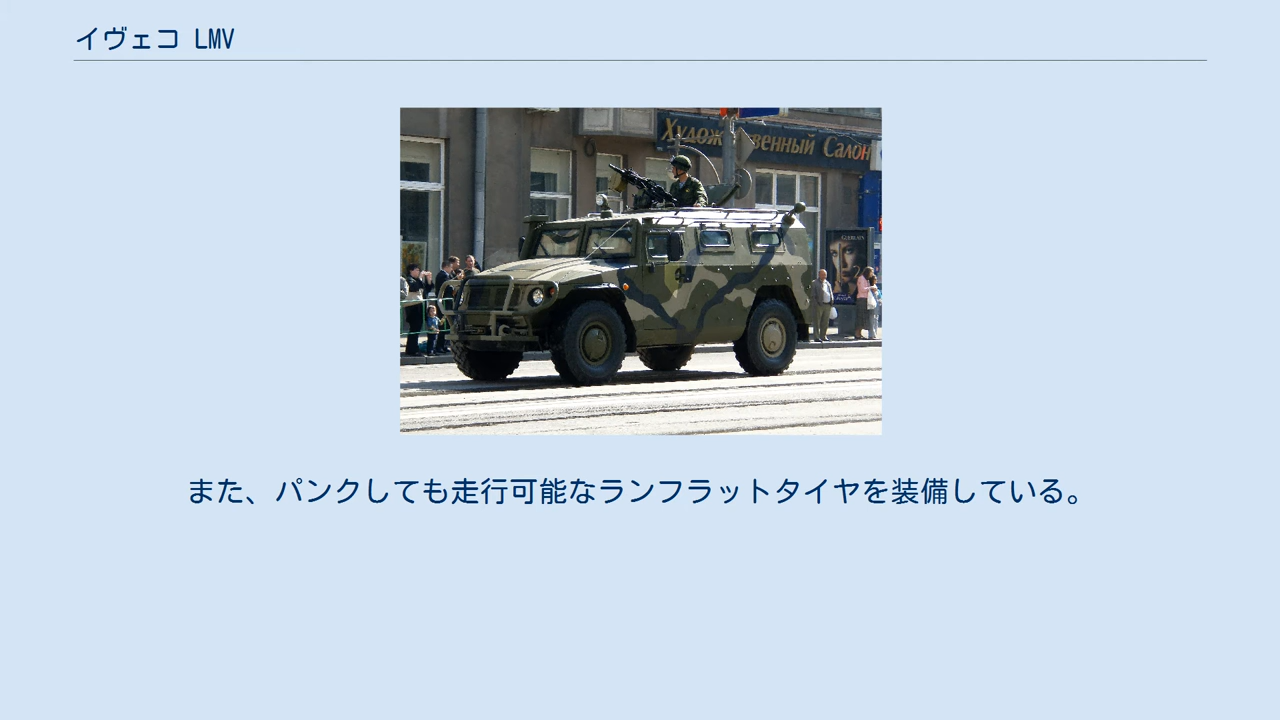 イヴェコ LMV
Художественный Салон
GUERLAIN
また、パンクしても走行可能なランフラットタイヤを装備している。